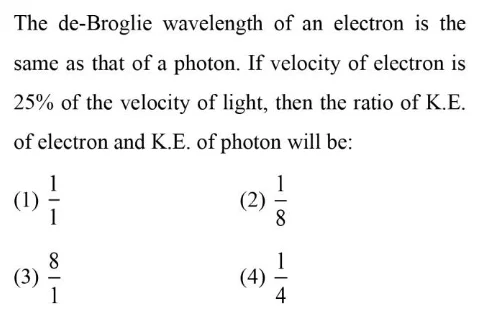 The de-Broglie wavelength of an electron is the
same as that of a photon. If velocity of electron is
25% of the velocity of light, then the ratio of K.E.
of electron and K.E. of photon will be:
(1) 1/1 (2) 1/8
(3) 8/1 (4) 1/4